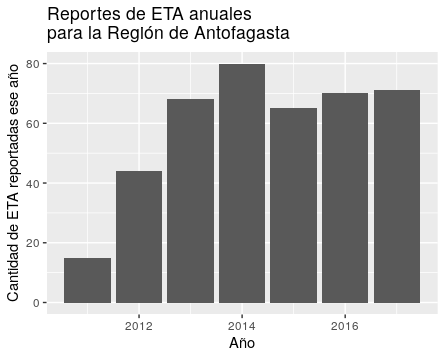 Reportes de ETA anuales
para la Región de Antofagasta
Cantidad de ETA reportadas ese año
80
60
40
20
0
2012
2014
2016
Año